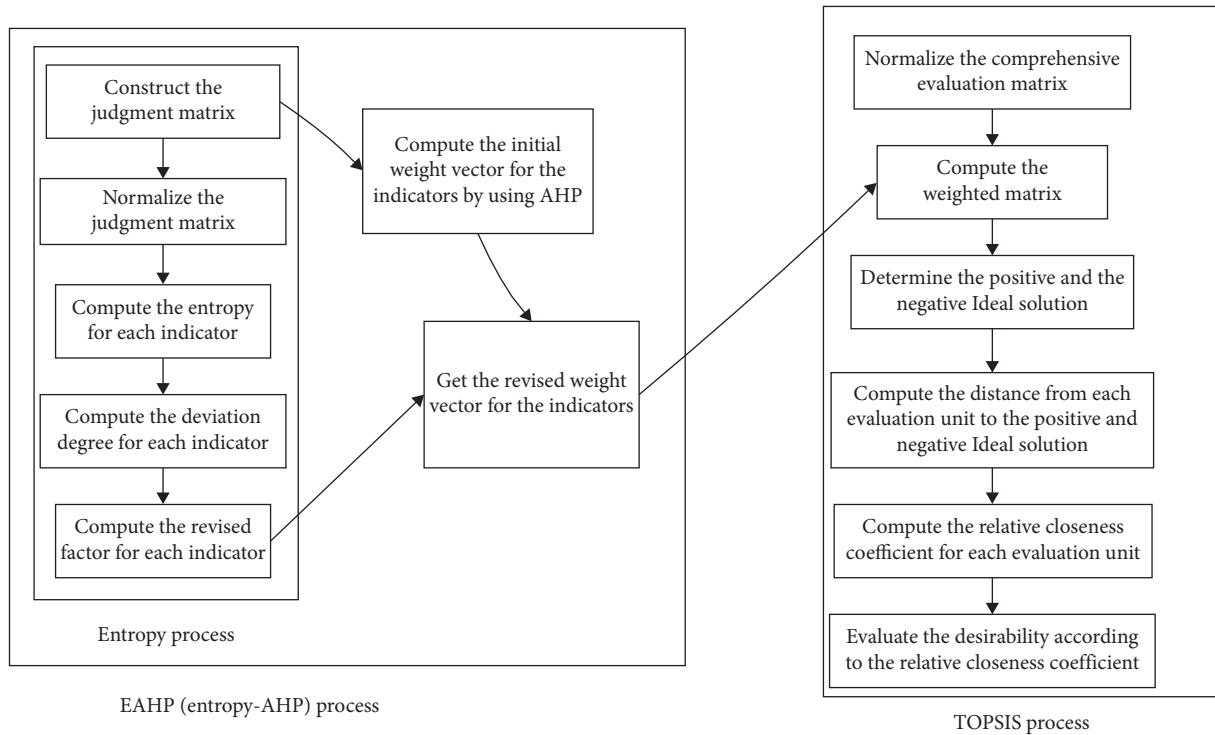 Construct the
judgment matrix
Normalize the
judgment matrix
Compute the entropy
for each indicator
Compute the deviation
degree for each indicator
Compute the revised
factor for each indicator
Entropy process
Compute the initial
weight vector for
the indicators by using AHP
Get the revised weight
vector for the indicators
EAHP (entropy-AHP) process
Normalize the comprehensive
evaluation matrix
Compute the
weighted matrix
Determine the positive and the
negative Ideal solution
Compute the distance from each
evaluation unit to the positive and
negative Ideal solution
Compute the relative closeness
coefficient for each evaluation unit
Evaluate the desirability according
to the relative closeness coefficient
TOPSIS process